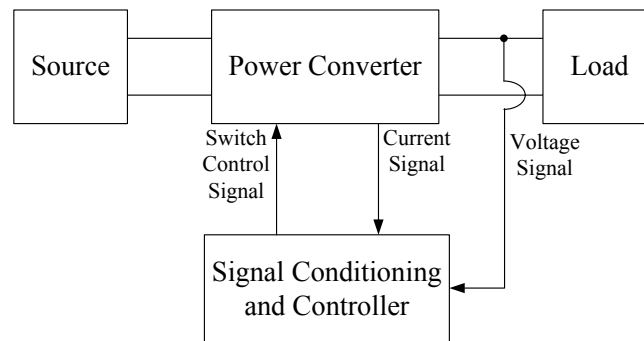 Source
Power Converter
Load
Switch
Control
Signal
Current
Signal
Voltage
Signal
Signal Conditioning
and Controller